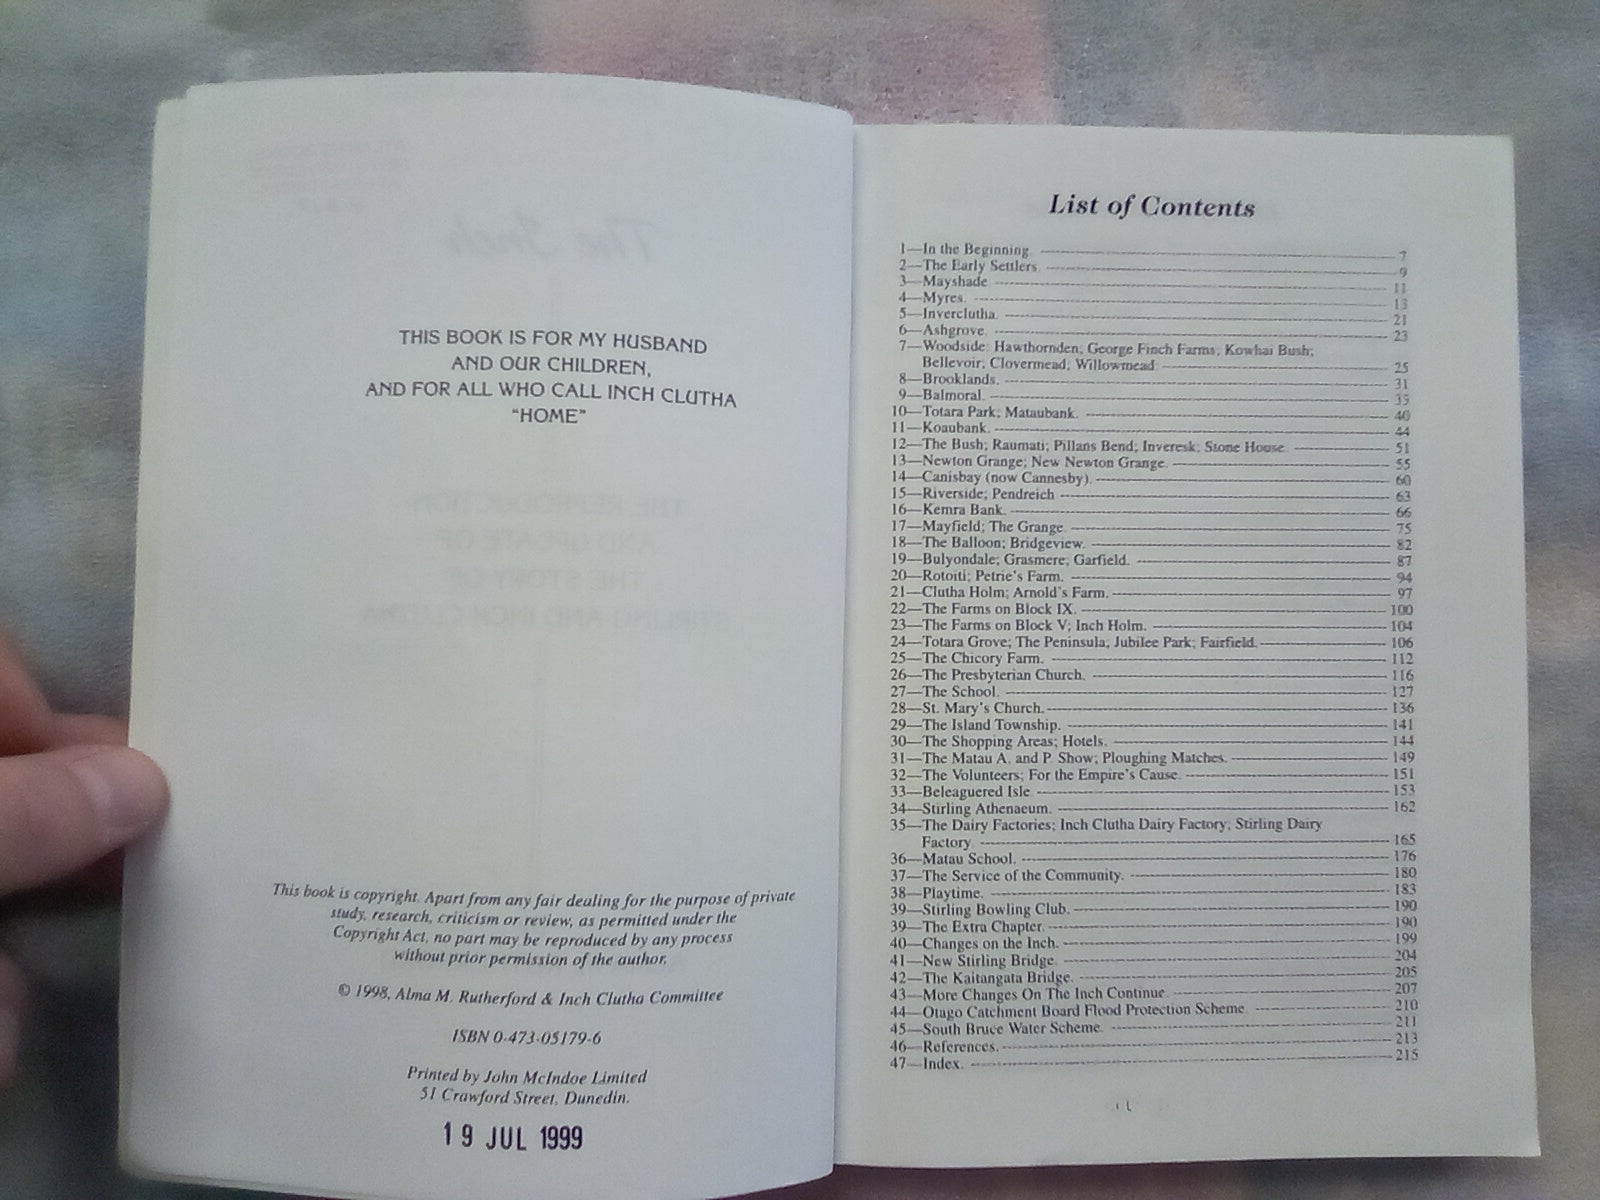 THIS BOOK IS FOR MY HUSBAND
AND OUR CHILDREN,
AND FOR ALL WHO CALL INCH CLUTHA
“HOME”
This book is copyright. Apart from any fair dealing for the purpose of private
study, research, criticism or review, as permitted under the
Copyright Act, no part may be reproduced by any process
without prior permission of the author.
© 1998, Alma M. Rutherford & Inch Clutha Committee
ISBN 0-473-05179-6
Printed by John McIndoe Limited
51 Crawford Street, Dunedin.
19 JUL 1999
List of Contents
1—In the Beginning. 7
2—The Early Settlers. 9
3—Mayshade. 11
4—Myres. 13
5—Inverclutha. 21
6—Ashgrove. 23
7—Woodside; Hawthornden; George Finch Farms; Kowhai Bush;
Bellevoir; Clovermead; Willowmead. 25
8—Brooklands. 31
9—Balmoral. 33
10—Totara Park; Mataubank. 40
11—Koaubank. 44
12—The Bush; Raumati; Pillans Bend; Inveresk; Stone House. 51
13—Newton Grange; New Newton Grange. 55
14—Canisbay (now Cannesby). 60
15—Riverside; Pendreich 63
16—Kemra Bank. 66
17—Mayfield; The Grange. 75
18—The Balloon; Bridgeview. 82
19—Bulyondale; Grasmere; Garfield. 87
20—Rotoiti; Petrie's Farm. 94
21—Clutha Holm; Arnold's Farm. 97
22—The Farms on Block IX. 100
23—The Farms on Block V; Inch Holm. 104
24—Totara Grove; The Peninsula; Jubilee Park; Fairfield. 106
25—The Chicory Farm. 112
26—The Presbyterian Church. 116
27—The School. 127
28—St. Mary's Church. 136
29—The Island Township. 141
30—The Shopping Areas; Hotels. 144
31—The Matau A. and P. Show; Ploughing Matches. 149
32—The Volunteers; For the Empire's Cause. 151
33—Beleaguered Isle. 153
34—Stirling Athenaeum. 162
35—The Dairy Factories; Inch Clutha Dairy Factory; Stirling Dairy
Factory. 165
36—Matau School. 176
37—The Service of the Community. 180
38—Playtime. 183
39—Stirling Bowling Club. 190
39—The Extra Chapter. 190
40—Changes on the Inch. 199
41—New Stirling Bridge. 204
42—The Kaitangata Bridge. 205
43—More Changes On The Inch Continue. 207
44—Otago Catchment Board Flood Protection Scheme. 210
45—South Bruce Water Scheme. 211
46—References. 213
47—Index. 215